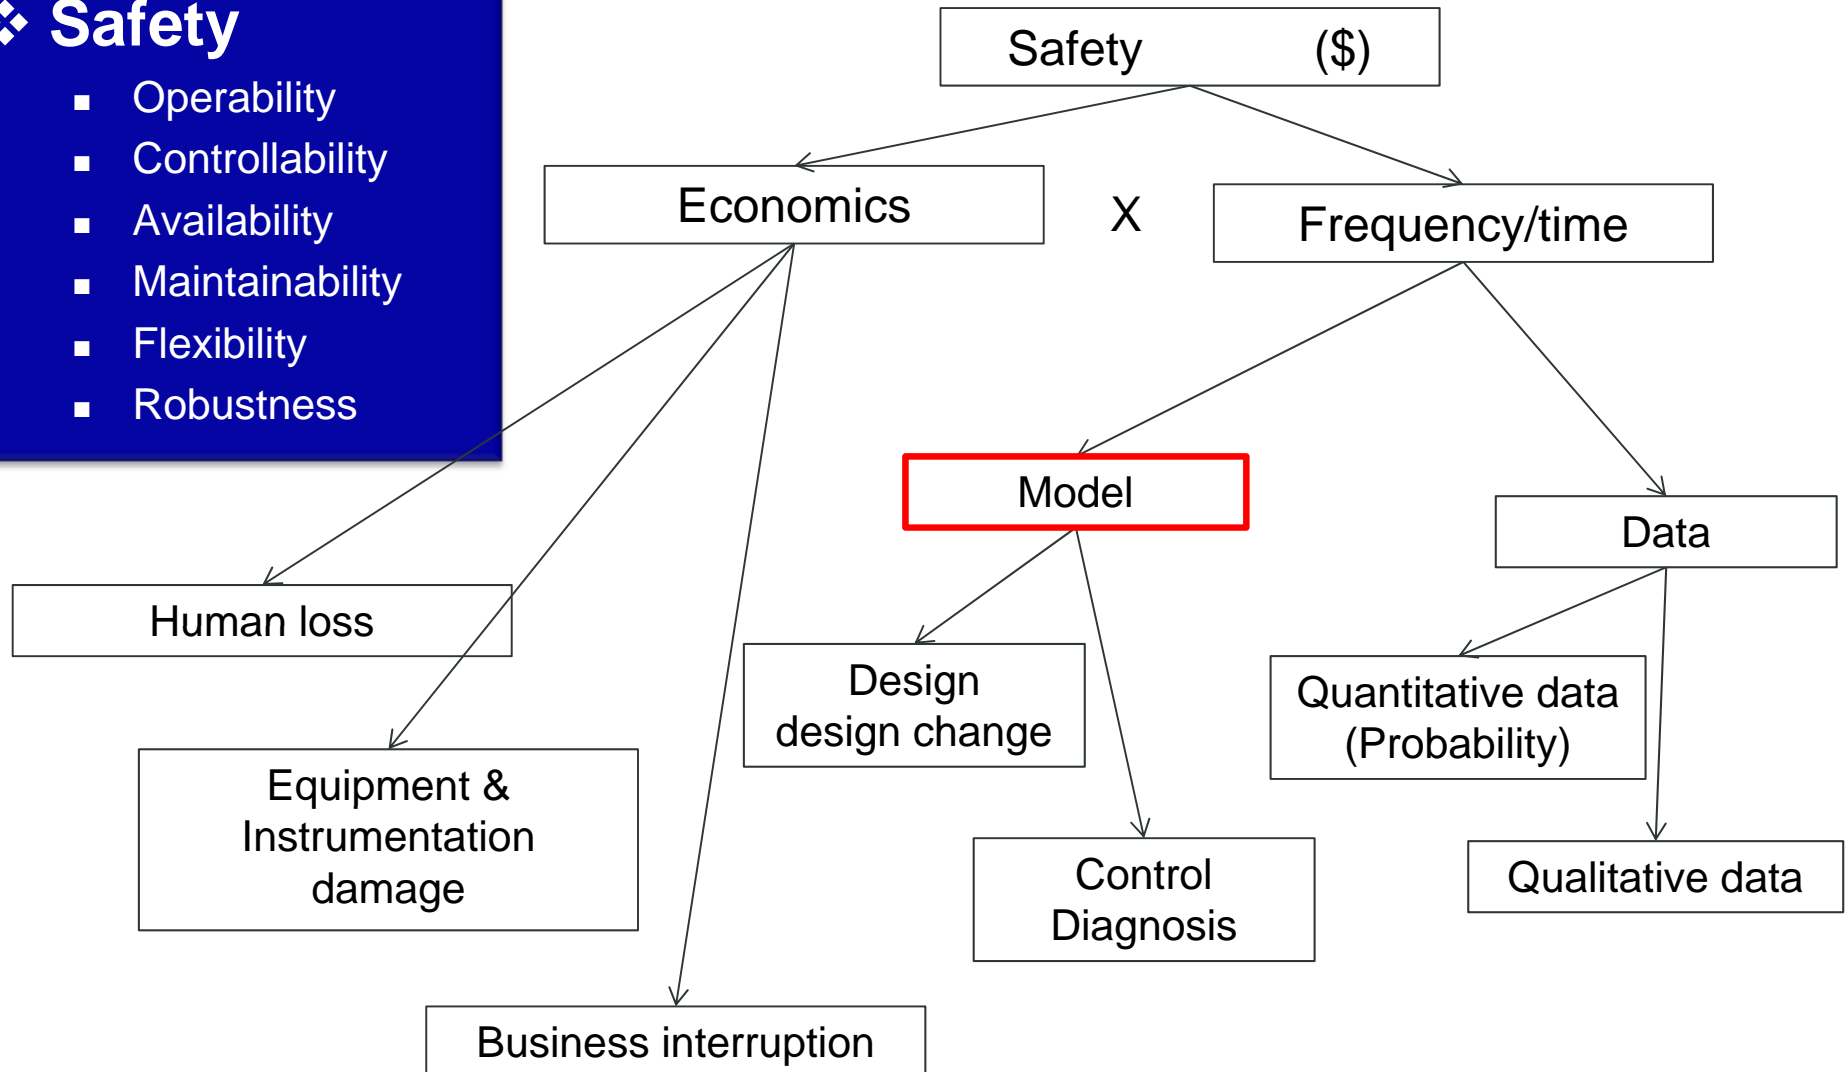 ❖ Safety
▪ Operability
▪ Controllability
▪ Availability
▪ Maintainability
▪ Flexibility
▪ Robustness
Safety ($)
Economics
X
Frequency/time
Model
Data
Human loss
Design
design change
Quantitative data
(Probability)
Equipment &
Instrumentation
damage
Control
Diagnosis
Qualitative data
Business interruption